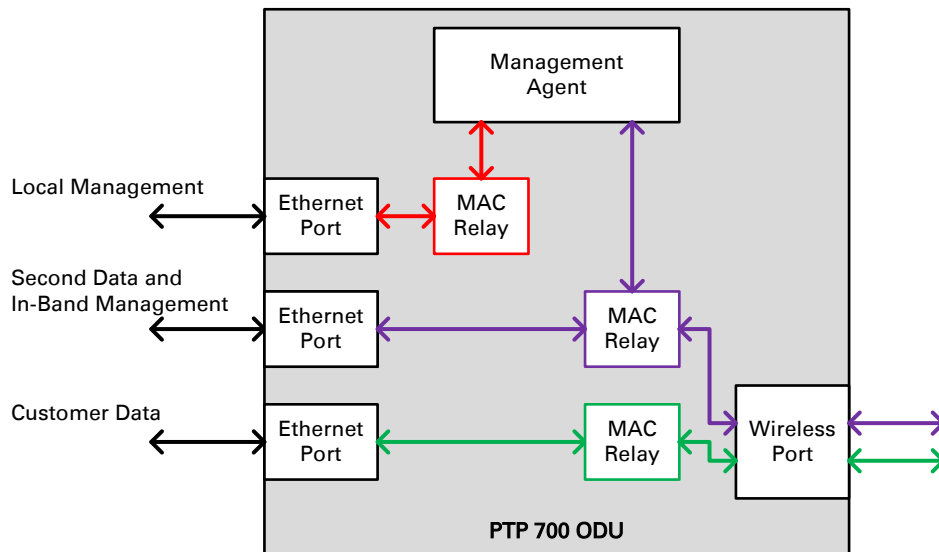 Management
Agent
Local Management
Ethernet
Port
MAC
Relay
Second Data and
In-Band Management
Ethernet
Port
MAC
Relay
Customer Data
Ethernet
Port
MAC
Relay
Wireless
Port
PTP 700 ODU